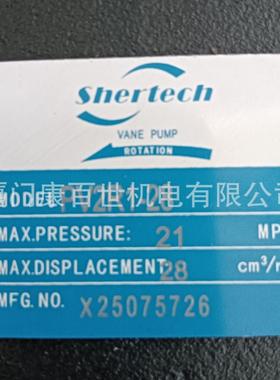 Shertech
VANE PUMP
ROTATION
厦门康百世机电有限公司
MODEL
MAX.PRESSURE: 21 MP
MAX.DISPLACEMENT: 28 cm³/r
MFG.NO. X25075726